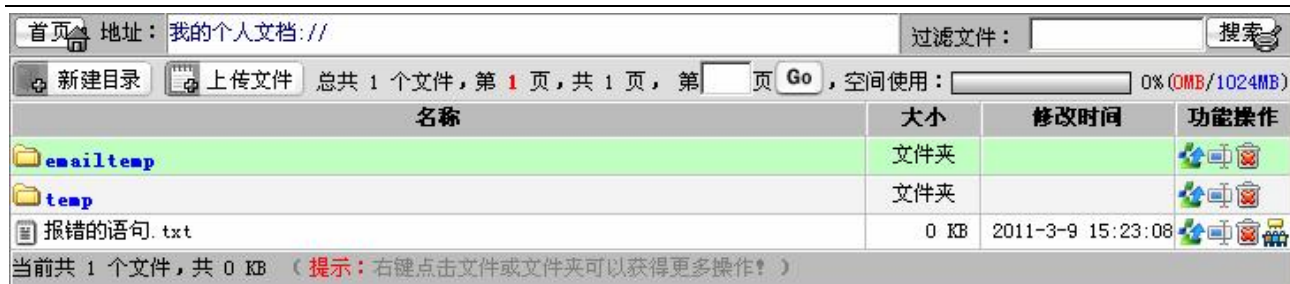 首页 地址：我的个人文档:// 过滤文件： 搜索
新建目录 上传文件 总共 1 个文件，第 1 页，共 1 页， 第 页 Go ，空间使用： 0%(0MB/1024MB)
名称 大小 修改时间 功能操作
emailtemp 文件夹
temp 文件夹
报错的语句.txt 0 KB 2011-3-9 15:23:08
当前共 1 个文件，共 0 KB （提示：右键点击文件或文件夹可以获得更多操作！）